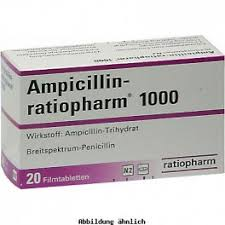 Ampicillin-
ratiopharm® 1000
Wirkstoff: Ampicillin-Trihydrat
Breitspektrum-Penicillin
20 Filmtabletten
N2
ratiopharm
Abbildung ähnlich